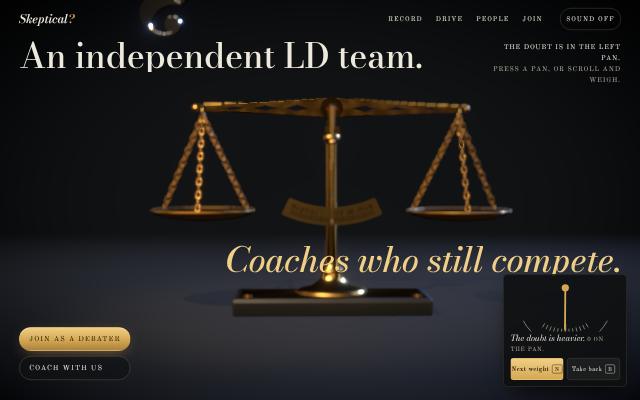 Skeptical?
RECORD DRIVE PEOPLE JOIN SOUND OFF
An independent LD team.
THE DOUBT IS IN THE LEFT
PAN.
PRESS A PAN, OR SCROLL AND
WEIGH.
Coaches who still compete.
JOIN AS A DEBATER
COACH WITH US
The doubt is heavier. 0 ON
THE PAN.
Next weight N Take back B